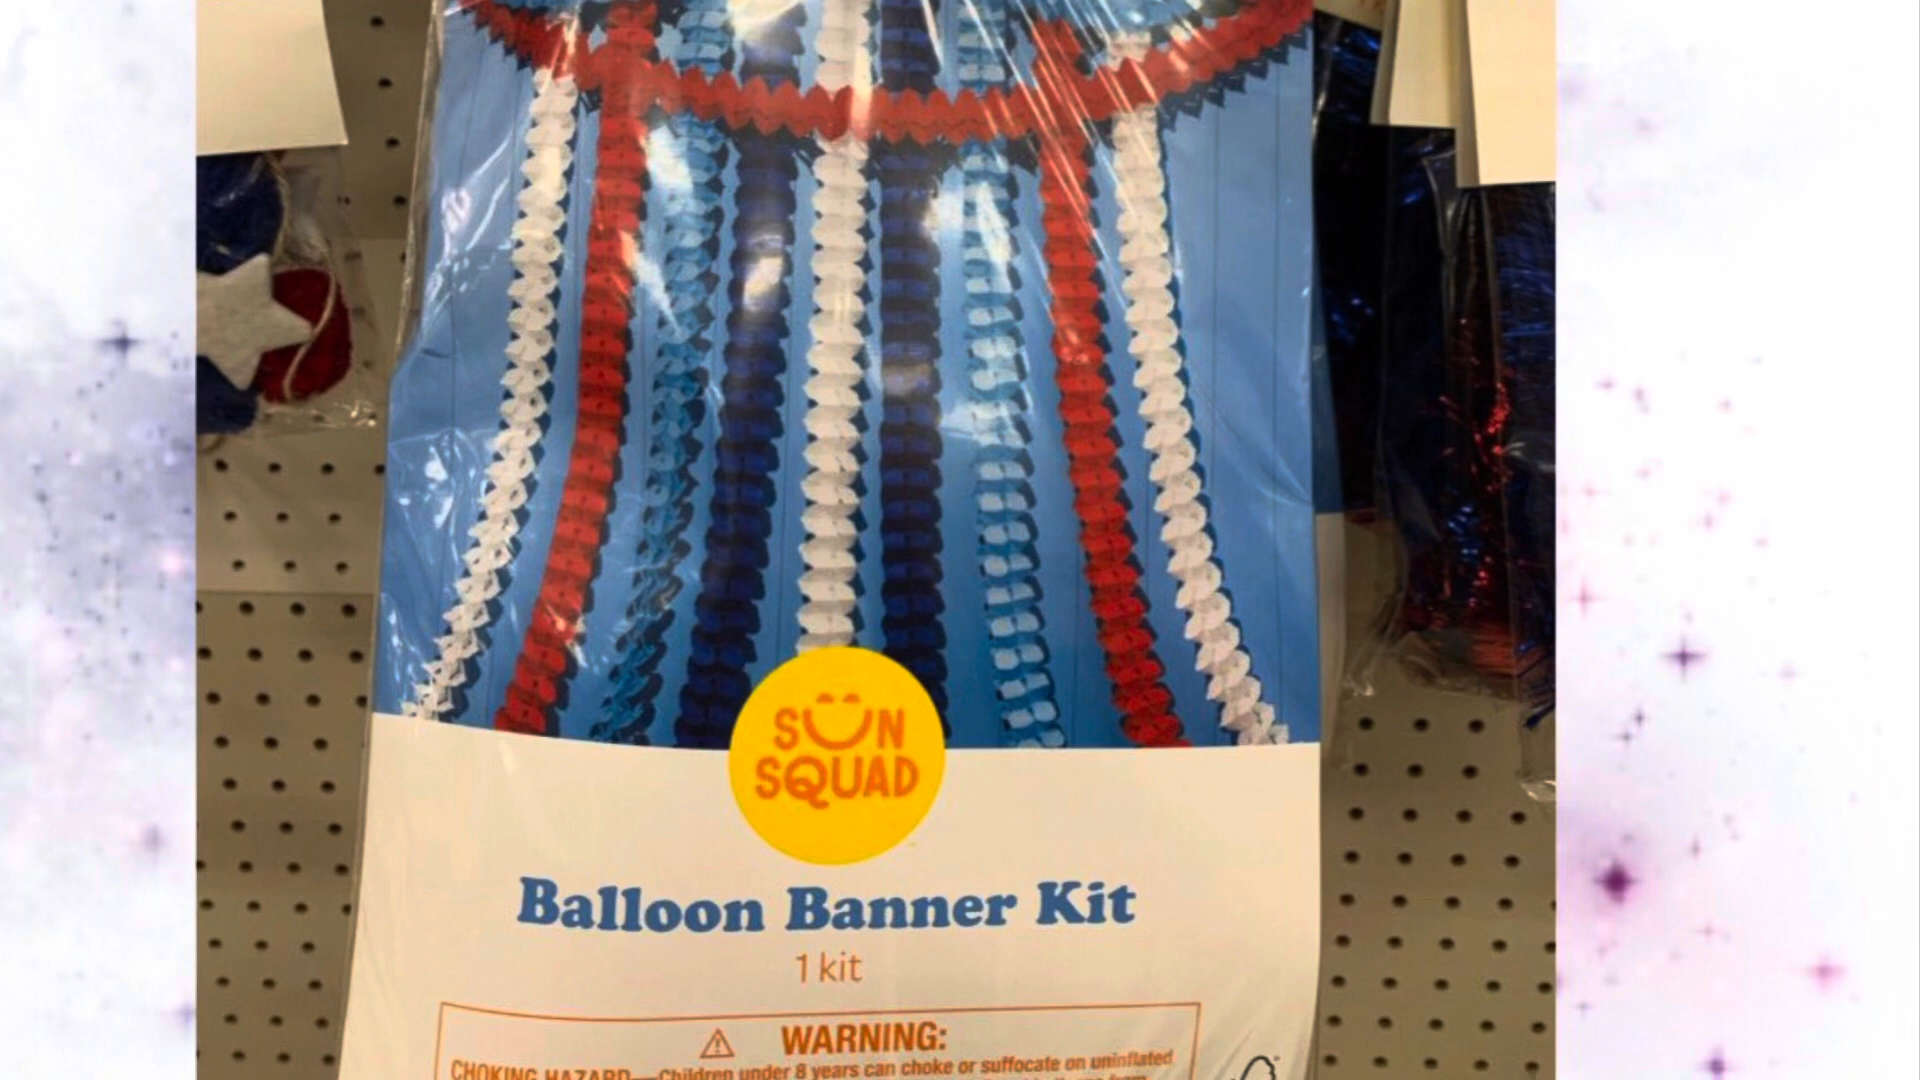 SUN
SQUAD
Balloon Banner Kit
1 kit
WARNING:
CHOKING HAZARD—Children under 8 years can choke or suffocate on uninflated